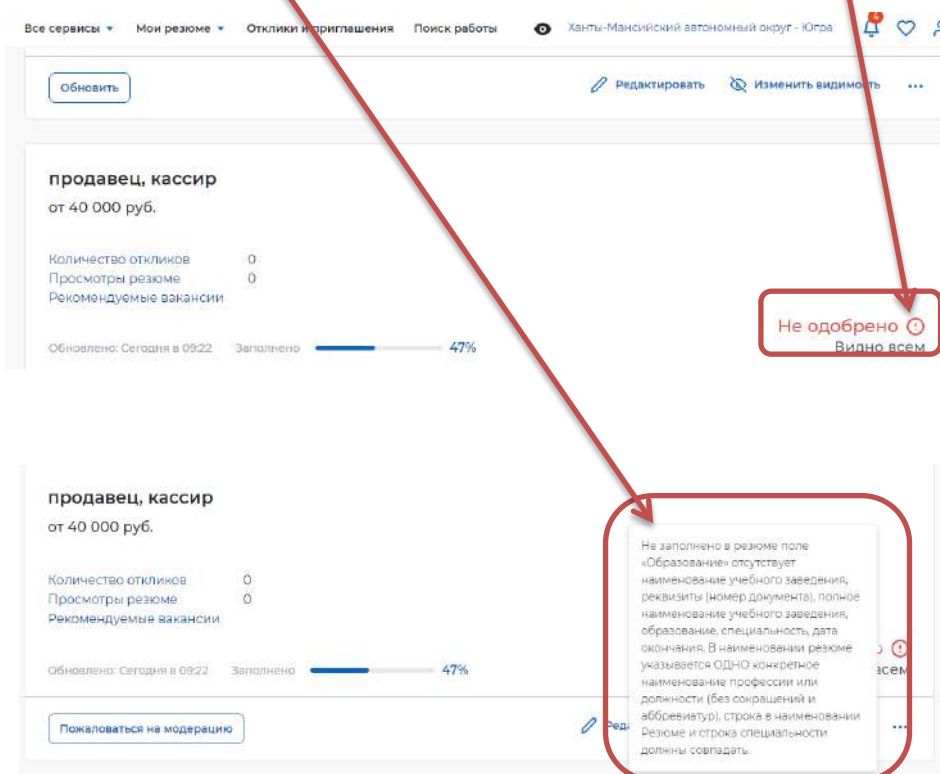 Все сервисы Мои резюме Отклики и приглашения Поиск работы Ханты-Мансийский автономный округ - Югра 4
Обновить Редактировать Изменить видимость ...
продавец, кассир
от 40 000 руб.
Количество откликов 0
Просмотры резюме 0
Рекомендуемые вакансии
Не одобрено
Видно всем
Обновлено: Сегодня в 09:22 Заполнено 47%
продавец, кассир
от 40 000 руб.
Количество откликов 0
Просмотры резюме 0
Рекомендуемые вакансии
Обновлено: Сегодня в 09:22 Заполнено 47%
Не заполнено в резюме поле
«Образование» отсутствует
наименование учебного заведения,
реквизиты (номер документа), полное
наименование учебного заведения,
образование, специальность, дата
окончания. В наименовании резюме
указывается ОДНО конкретное
наименование профессии или
должности (без сокращений и
аббревиатур), строка в наименовании
Резюме и строка специальности
должны совпадать.
Пожаловаться на модерацию ...